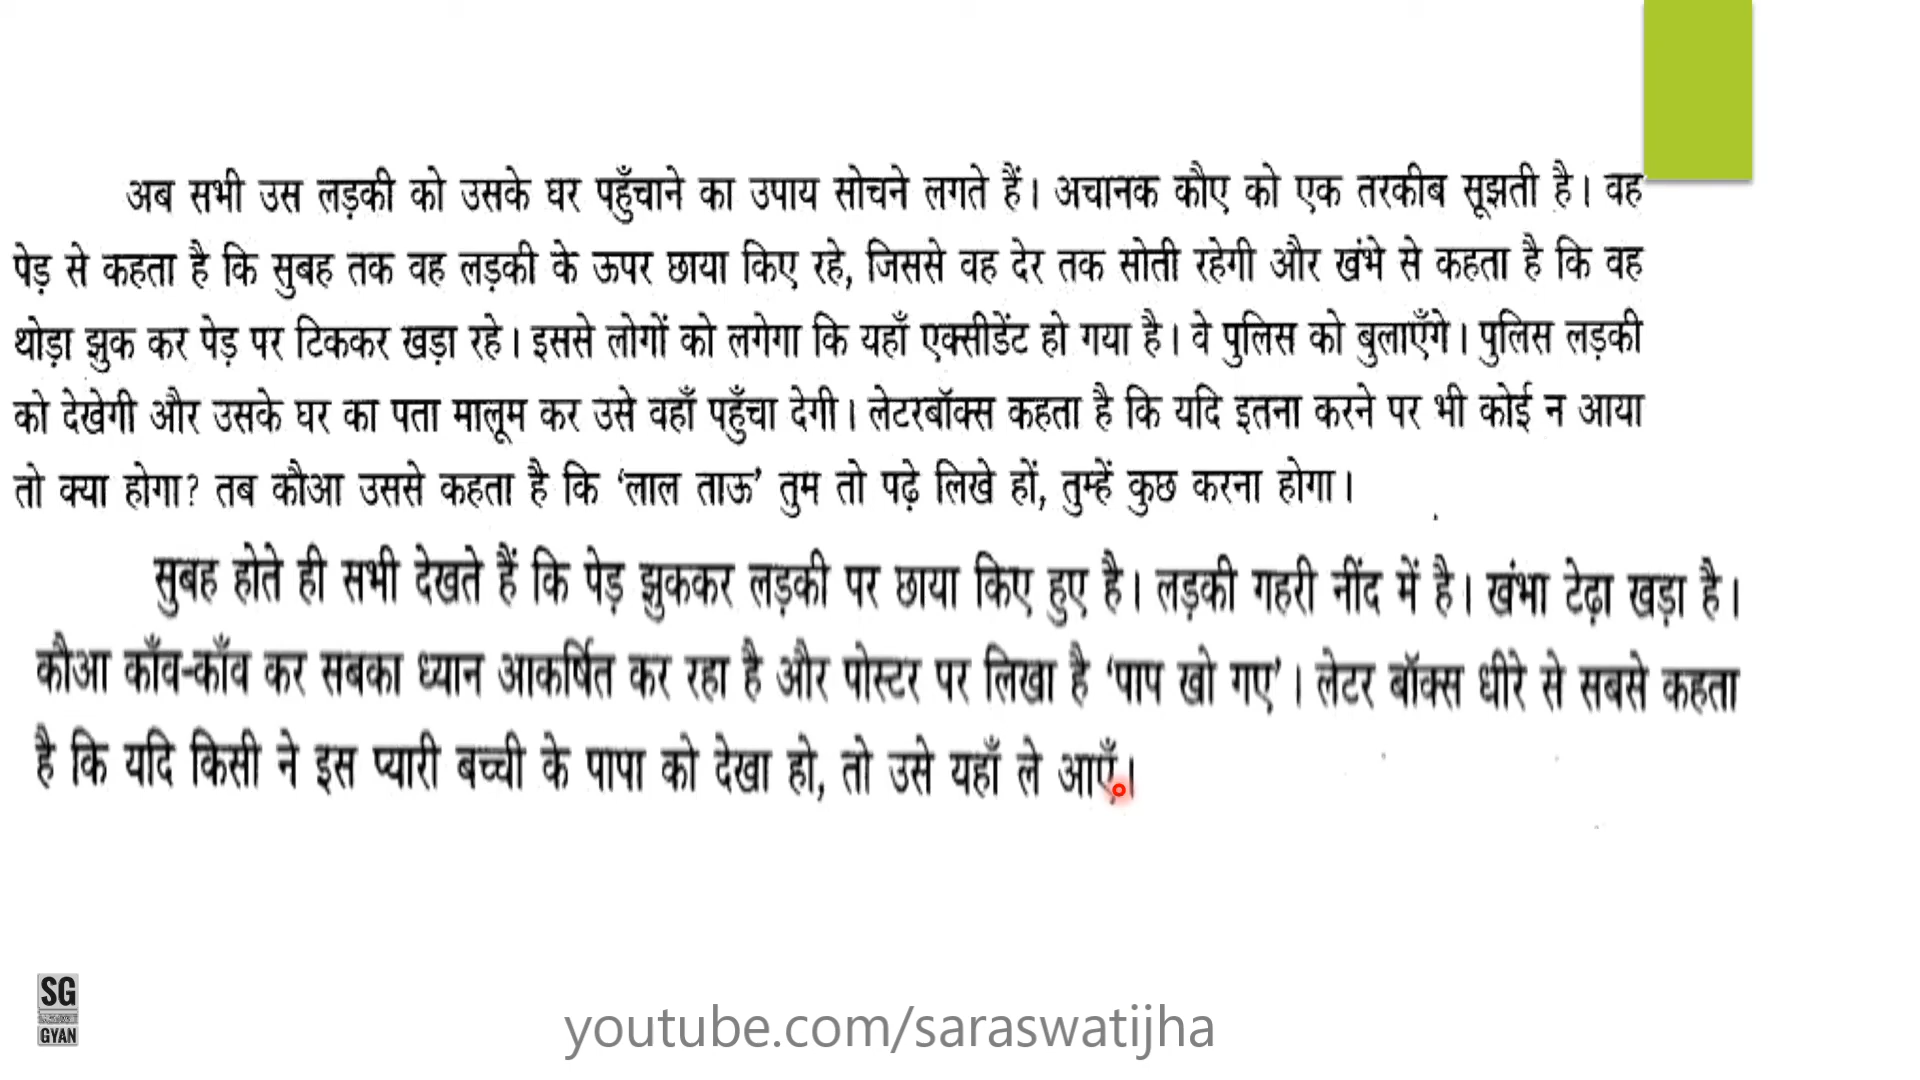 अब सभी उस लड़की को उसके घर पहुँचाने का उपाय सोचने लगते हैं। अचानक कौए को एक तरकीब सूझती है। वह
पेड़ से कहता है कि सुबह तक वह लड़की के ऊपर छाया किए रहे, जिससे वह देर तक सोती रहेगी और खंभे से कहता है कि वह
थोड़ा झुक कर पेड़ पर टिककर खड़ा रहे। इससे लोगों को लगेगा कि यहाँ एक्सीडेंट हो गया है। वे पुलिस को बुलाएँगे। पुलिस लड़की
को देखेगी और उसके घर का पता मालूम कर उसे वहाँ पहुँचा देगी। लेटरबॉक्स कहता है कि यदि इतना करने पर भी कोई न आया
तो क्या होगा? तब कौआ उससे कहता है कि ‘लाल ताऊ’ तुम तो पढ़े लिखे हों, तुम्हें कुछ करना होगा।
सुबह होते ही सभी देखते हैं कि पेड़ झुककर लड़की पर छाया किए हुए है। लड़की गहरी नींद में है। खंभा टेढ़ा खड़ा है।
कौआ काँव-काँव कर सबका ध्यान आकर्षित कर रहा है और पोस्टर पर लिखा है ‘पाप खो गए’। लेटर बॉक्स धीरे से सबसे कहता
है कि यदि किसी ने इस प्यारी बच्ची के पापा को देखा हो, तो उसे यहाँ ले आएँ।
SG
GYAN
youtube.com/saraswatijha